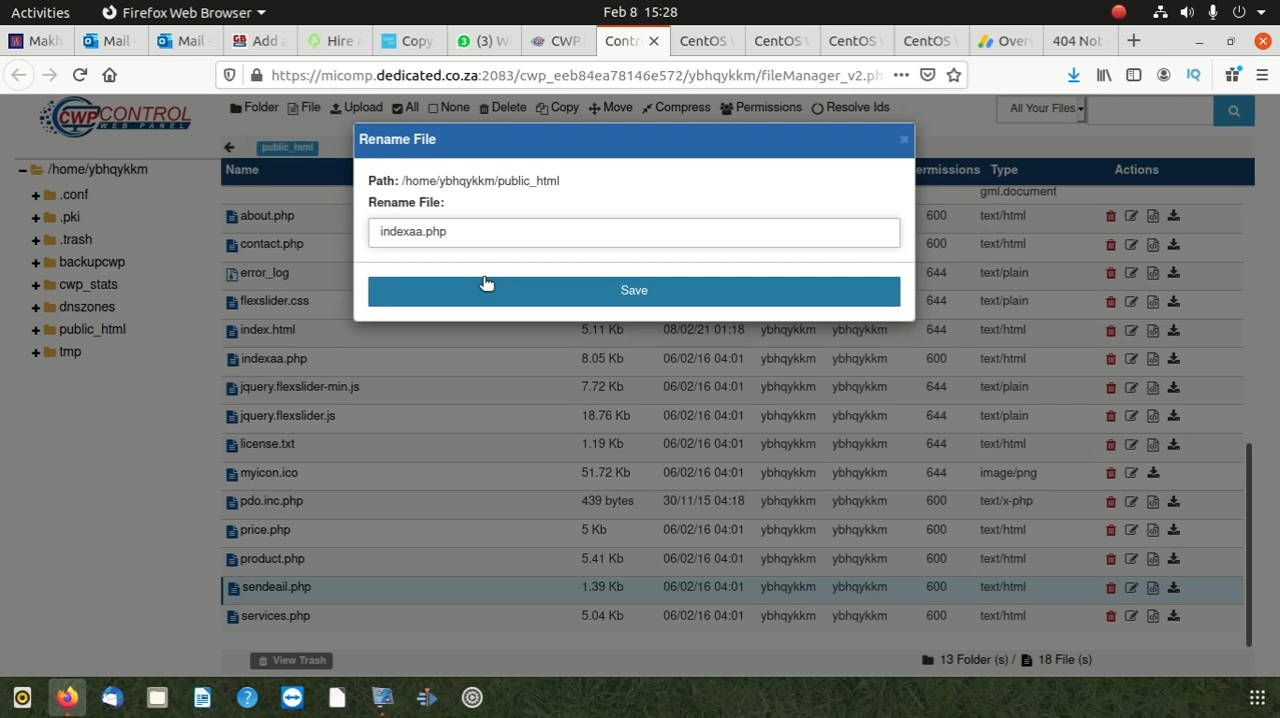 Activities Firefox Web Browser Feb 8 15:28
Makh Mail - Mail - Add a Hire a Copy (3) W CWP. Contr CentOS CentOS CentOS CentOS Over 404 Not
https://micomp.dedicated.co.za:2083/cwp_eeb84ea78146e572/ybhqykkm/fileManager_v2.ph
CWP CONTROL
WEB PANEL
Folder File Upload All None Delete Copy Move Compress Permissions Resolve Ids All Your Files
public_html
/home/ybhqykkm
.conf
.pki
.trash
backupcwp
cwp_stats
dnszones
public_html
tmp
Rename File ×
Path: /home/ybhqykkm/public_html
Rename File:
indexaa.php
Save
Name ermissions Type Actions
gml.document
about.php 600 text/html
contact.php 600 text/html
error_log 644 text/plain
flexslider.css 644 text/plain
index.html 5.11 Kb 08/02/21 01:18 ybhqykkm ybhqykkm 644 text/html
indexaa.php 8.05 Kb 06/02/16 04:01 ybhqykkm ybhqykkm 600 text/html
jquery.flexslider-min.js 7.72 Kb 06/02/16 04:01 ybhqykkm ybhqykkm 644 text/plain
jquery.flexslider.js 18.76 Kb 06/02/16 04:01 ybhqykkm ybhqykkm 644 text/plain
license.txt 1.19 Kb 06/02/16 04:01 ybhqykkm ybhqykkm 644 text/html
myicon.ico 51.72 Kb 06/02/16 04:01 ybhqykkm ybhqykkm 644 image/png
pdo.inc.php 439 bytes 30/11/15 04:18 ybhqykkm ybhqykkm 600 text/x-php
price.php 5 Kb 06/02/16 04:01 ybhqykkm ybhqykkm 600 text/html
product.php 5.41 Kb 06/02/16 04:01 ybhqykkm ybhqykkm 600 text/html
sendeail.php 1.39 Kb 06/02/16 04:01 ybhqykkm ybhqykkm 600 text/html
services.php 5.04 Kb 06/02/16 04:01 ybhqykkm ybhqykkm 600 text/html
View Trash 13 Folder (s) / 18 File (s)